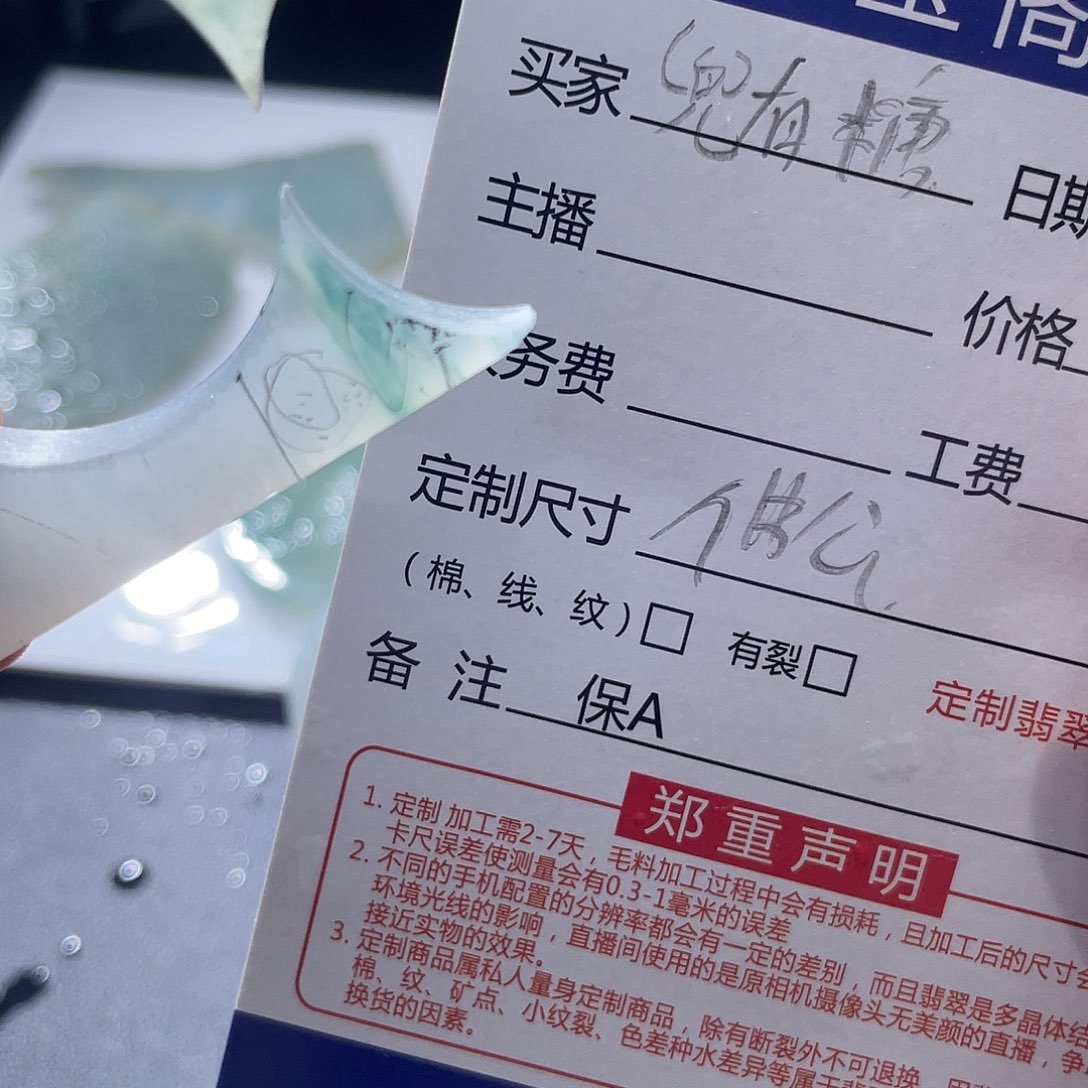 买家 兜有糖 日期
主播 价格
务费 工费
定制尺寸 佛公
（棉、线、纹）□ 有裂□
定制翡翠
备注 保A
郑重声明
1. 定制 加工需2-7天，毛料加工过程中会有损耗，且加工后的尺寸
卡尺误差使测量会有0.3-1毫米的误差
2. 不同的手机配置的分辨率都会有一定的差别，而且翡翠是多晶体结
环境光线的影响，直播间使用的是原相机摄像头无美颜的直播，争
接近实物的效果。
3. 定制商品属私人量身定制商品，除有断裂外不可退换
棉、纹、矿点、小纹裂、色差种水差异等属于
换货的因素。